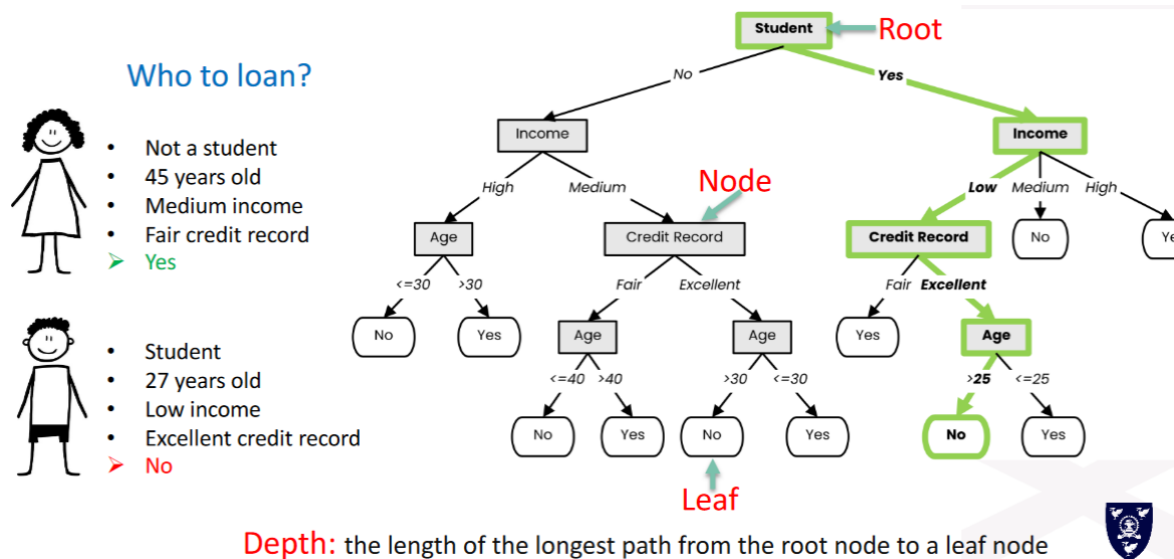 Student
Root
Who to loan?
No
Yes
Not a student
45 years old
Medium income
Fair credit record
Yes
Income
Income
High
Medium
Node
Low
Medium
High
Age
Credit Record
Credit Record
No
Ye
<=30
>30
Fair
Excellent
Fair
Excellent
No
Yes
Age
Age
Yes
Age
Student
27 years old
Low income
Excellent credit record
No
<=40
>40
>30
<=30
>25
<=25
No
Yes
No
Yes
No
Yes
Leaf
Depth: the length of the longest path from the root node to a leaf node